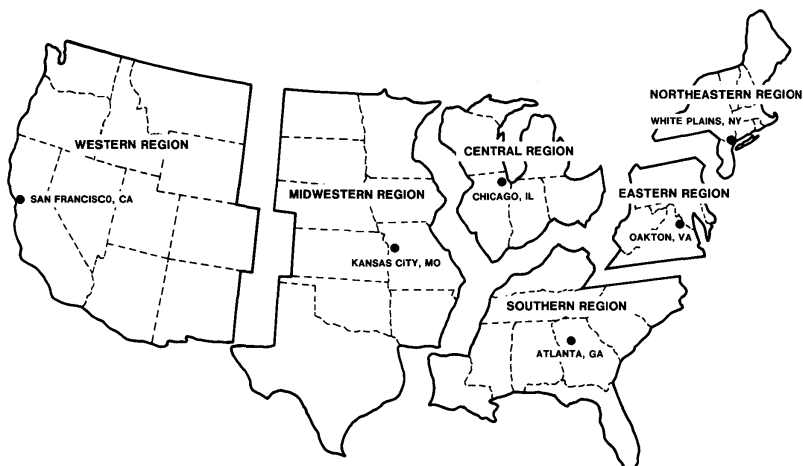 NORTHEASTERN REGION
WHITE PLAINS, NY
WESTERN REGION
CENTRAL REGION
MIDWESTERN REGION
EASTERN REGION
SAN FRANCISCO, CA
CHICAGO, IL
OAKTON, VA
KANSAS CITY, MO
SOUTHERN REGION
ATLANTA, GA